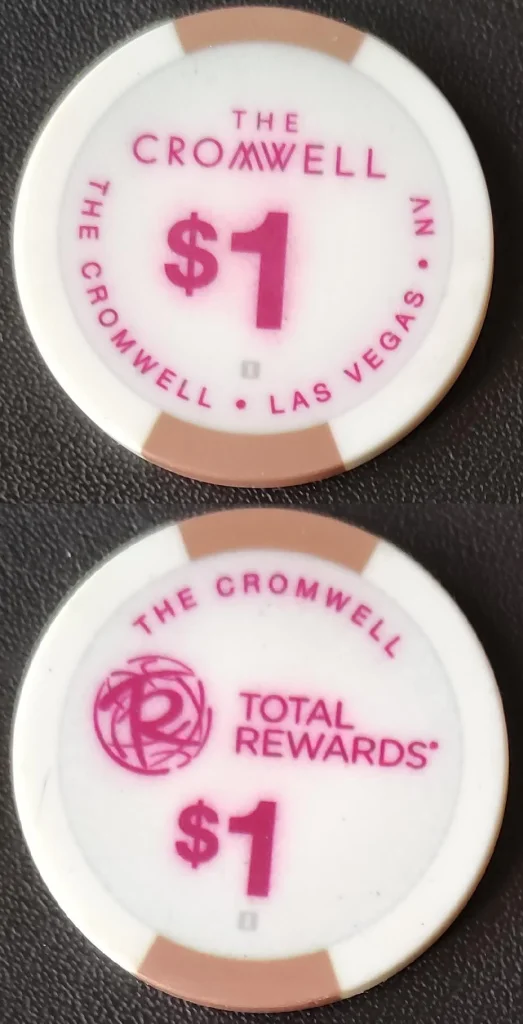 THE
CROMWELL
$1
THE CROMWELL • LAS VEGAS • NV
THE CROMWELL
R
TOTAL
REWARDS
$1